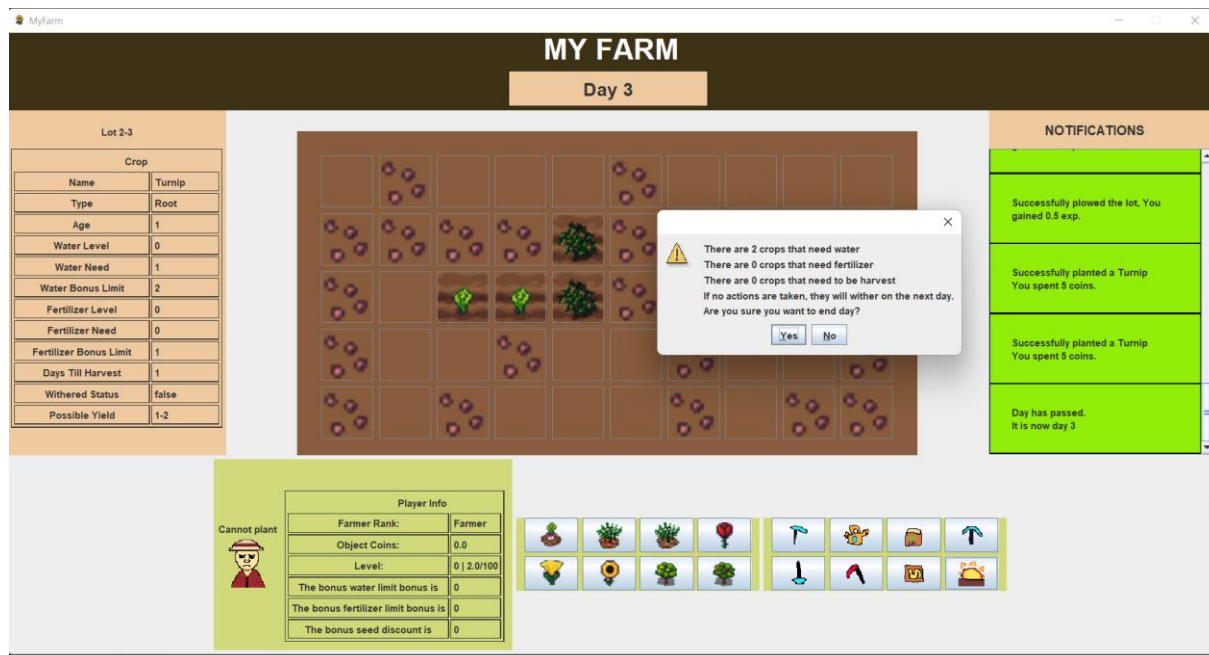 MyFarm
MY FARM
Day 3
Lot 2-3
Crop
Name Turnip
Type Root
Age 1
Water Level 0
Water Need 1
Water Bonus Limit 2
Fertilizer Level 0
Fertilizer Need 0
Fertilizer Bonus Limit 1
Days Till Harvest 1
Withered Status false
Possible Yield 1-2
There are 2 crops that need water
There are 0 crops that need fertilizer
There are 0 crops that need to be harvest
If no actions are taken, they will wither on the next day.
Are you sure you want to end day?
Yes No
NOTIFICATIONS
Successfully plowed the lot, You
gained 0.5 exp.
Successfully planted a Turnip
You spent 5 coins.
Successfully planted a Turnip
You spent 5 coins.
Day has passed.
It is now day 3
Cannot plant
Player Info
Farmer Rank: Farmer
Object Coins: 0.0
Level: 0 | 2.0/100
The bonus water limit bonus is 0
The bonus fertilizer limit bonus is 0
The bonus seed discount is 0